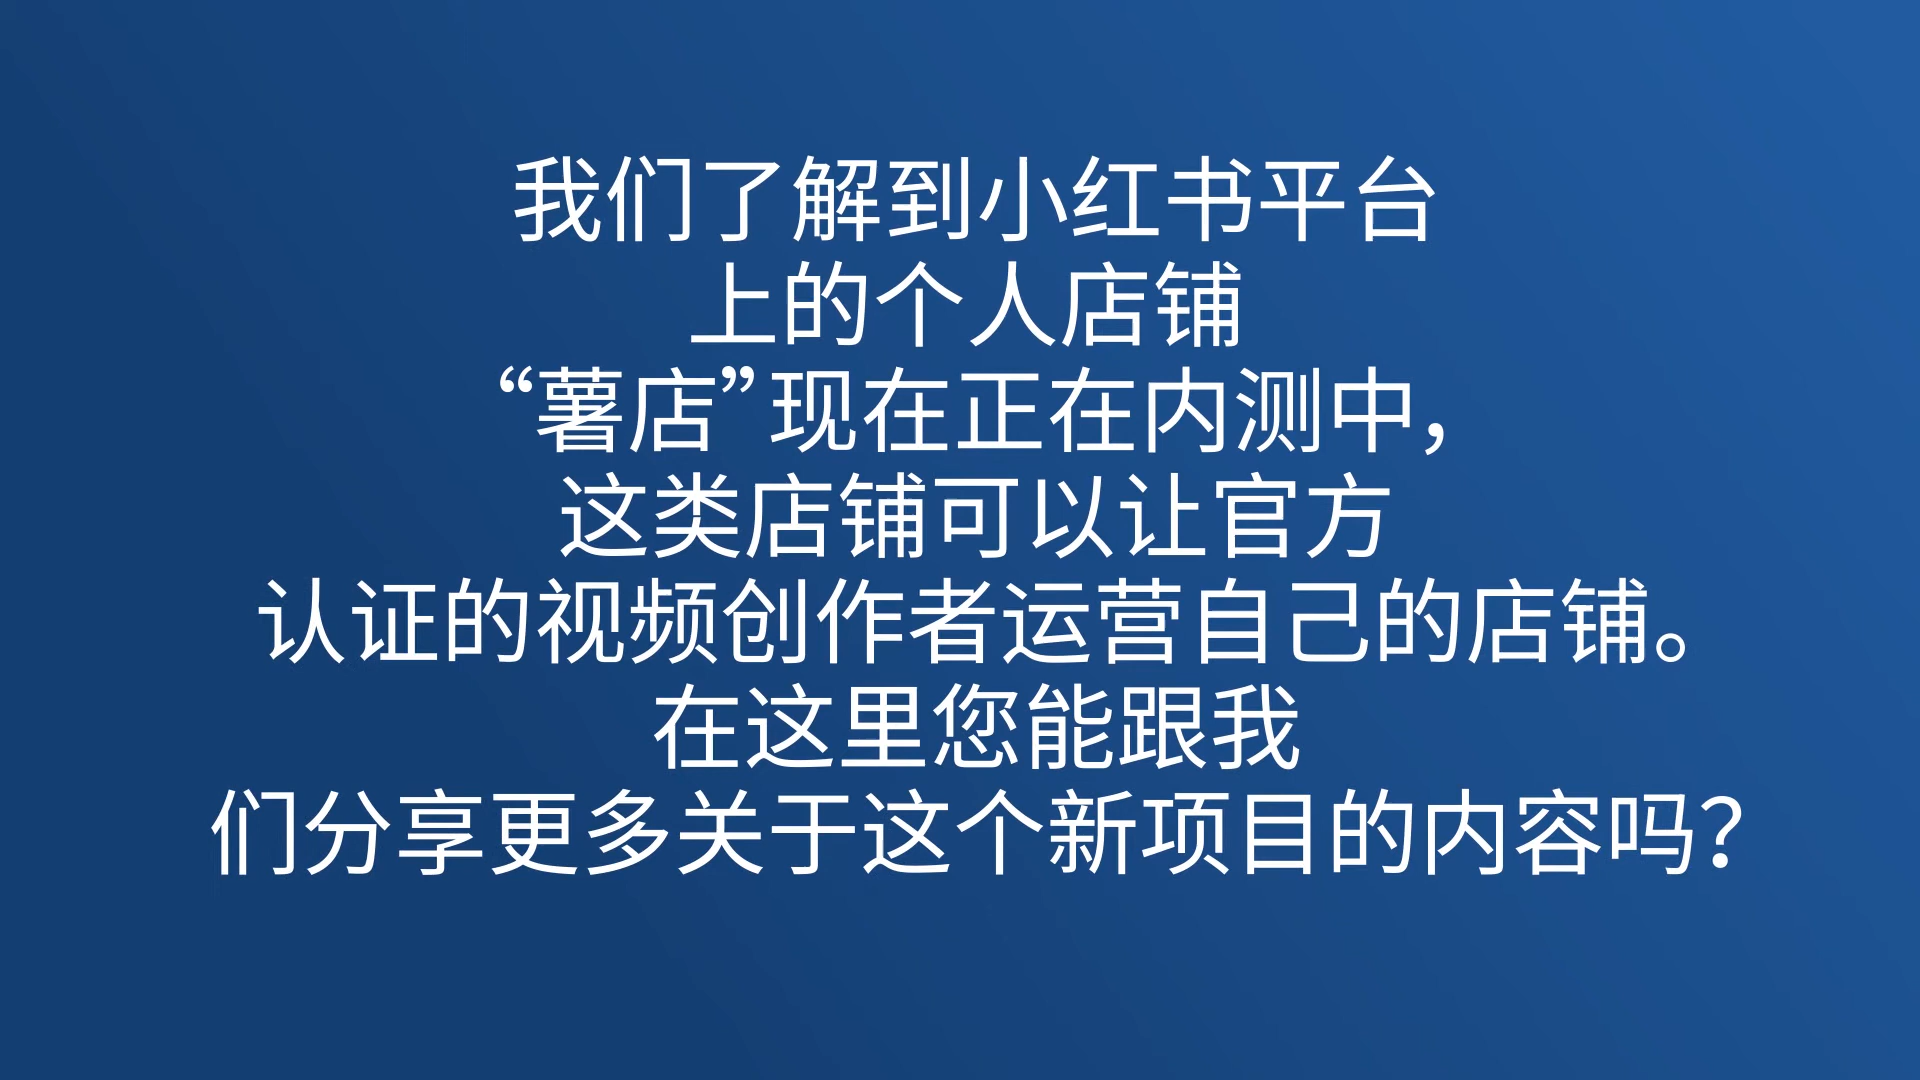 我们了解到小红书平台
上的个人店铺
“薯店”现在正在内测中，
这类店铺可以让官方
认证的视频创作者运营自己的店铺。
在这里您能跟我
们分享更多关于这个新项目的内容吗？